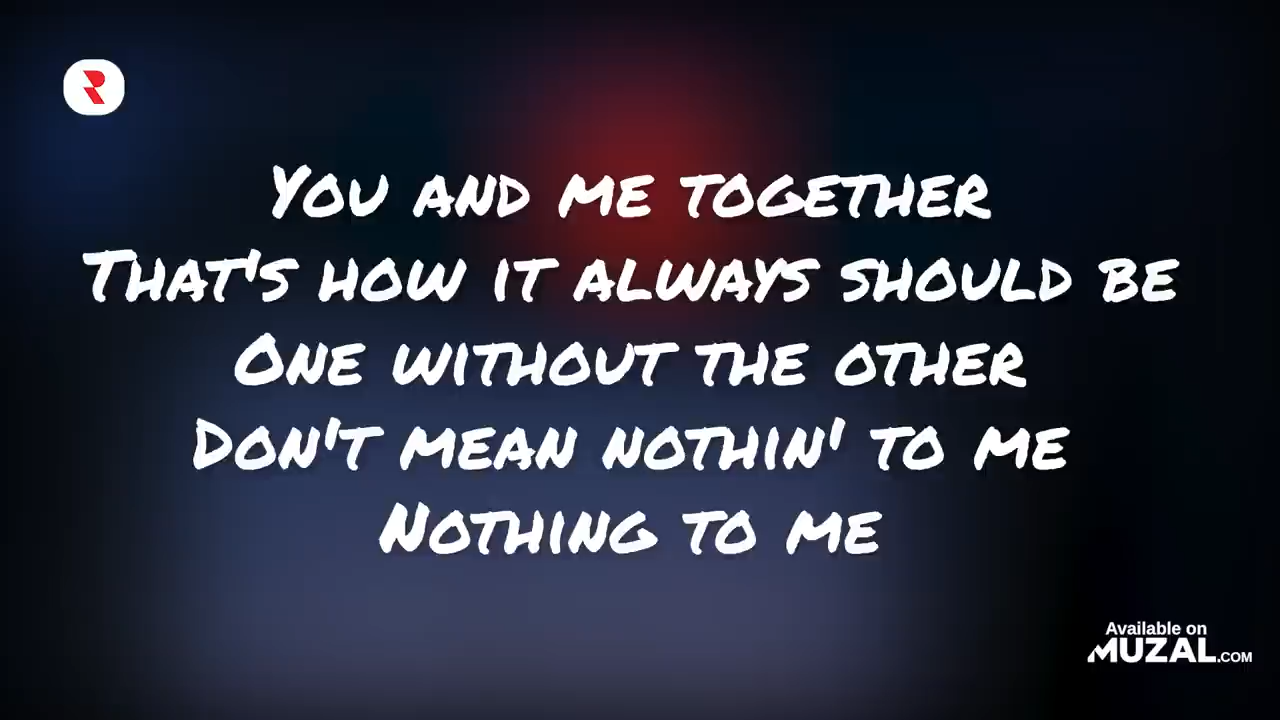 You and me together
That's how it always should be
One without the other
Don't mean nothin' to me
Nothing to me
Available on
MUZAL.COM